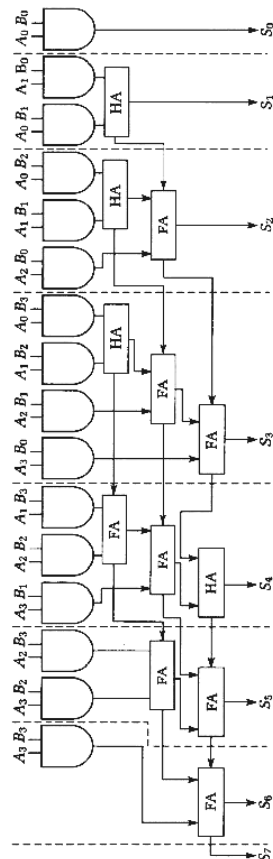 A₃ B₃ A₃ B₂ A₂ B₃ A₃ B₁ A₂ B₂ A₁ B₃ A₃ B₀ A₂ B₁ A₁ B₂ A₀ B₃ A₂ B₀ A₁ B₁ A₀ B₂ A₀ B₁ A₁ B₀ A₀ B₀
FA HA HA HA
FA FA FA FA
FA FA HA FA
S₇ S₆ S₅ S₄ S₃ S₂ S₁ S₀